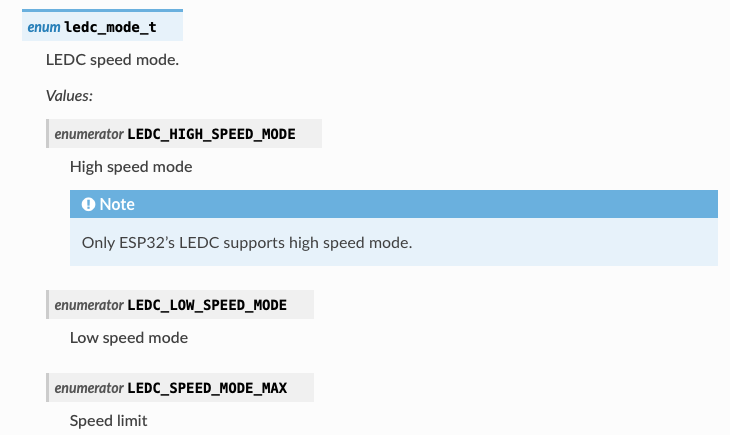 enum ledc_mode_t
LEDC speed mode.
Values:
enumerator LEDC_HIGH_SPEED_MODE
High speed mode
Note
Only ESP32’s LEDC supports high speed mode.
enumerator LEDC_LOW_SPEED_MODE
Low speed mode
enumerator LEDC_SPEED_MODE_MAX
Speed limit